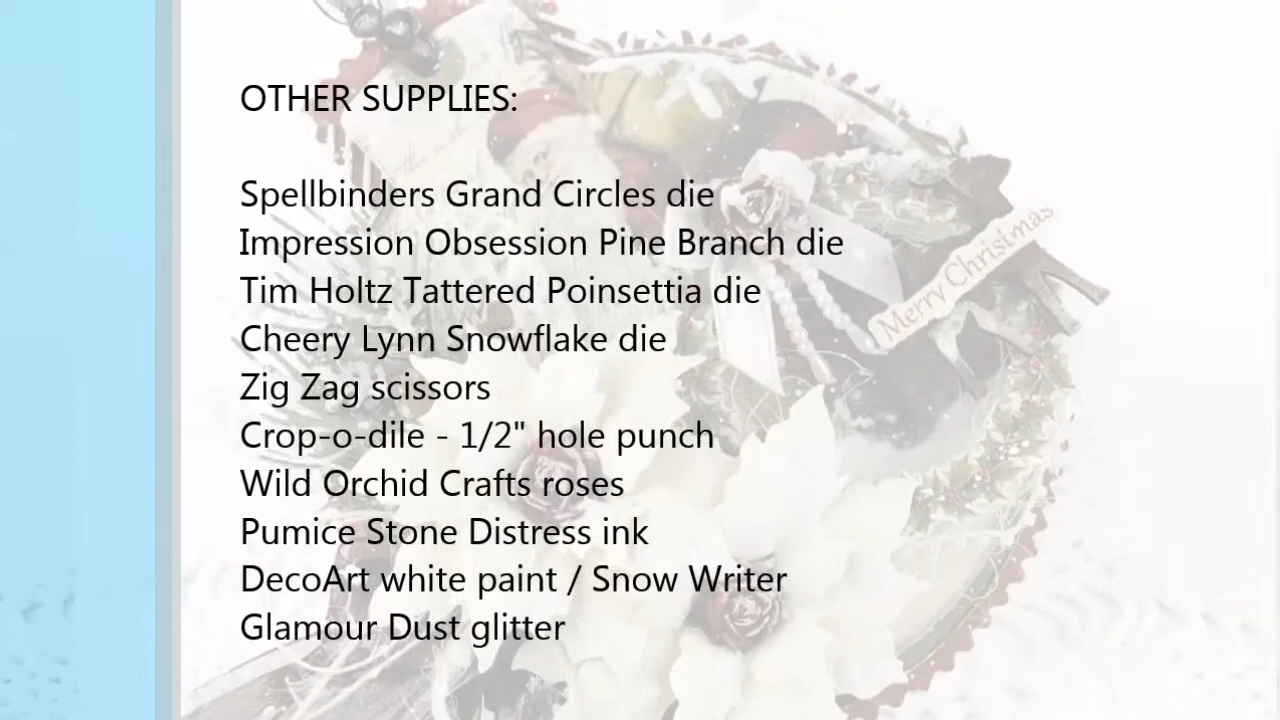 OTHER SUPPLIES:
Spellbinders Grand Circles die
Impression Obsession Pine Branch die
Tim Holtz Tattered Poinsettia die
Cheery Lynn Snowflake die
Zig Zag scissors
Crop-o-dile - 1/2" hole punch
Wild Orchid Crafts roses
Pumice Stone Distress ink
DecoArt white paint / Snow Writer
Glamour Dust glitter
Merry Christmas